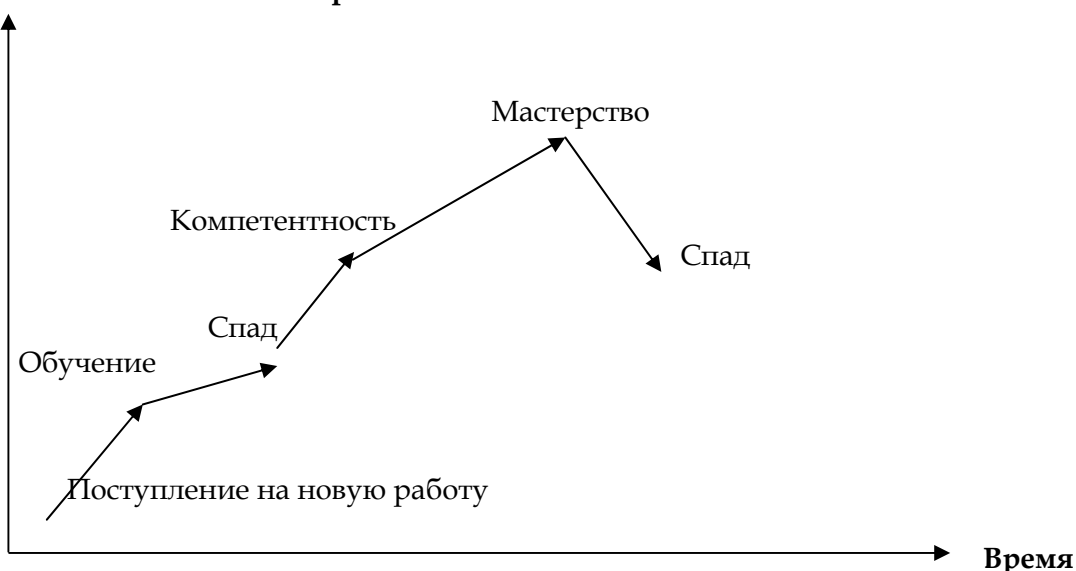 Мастерство
Компетентность
Спад
Спад
Обучение
Поступление на новую работу
Время